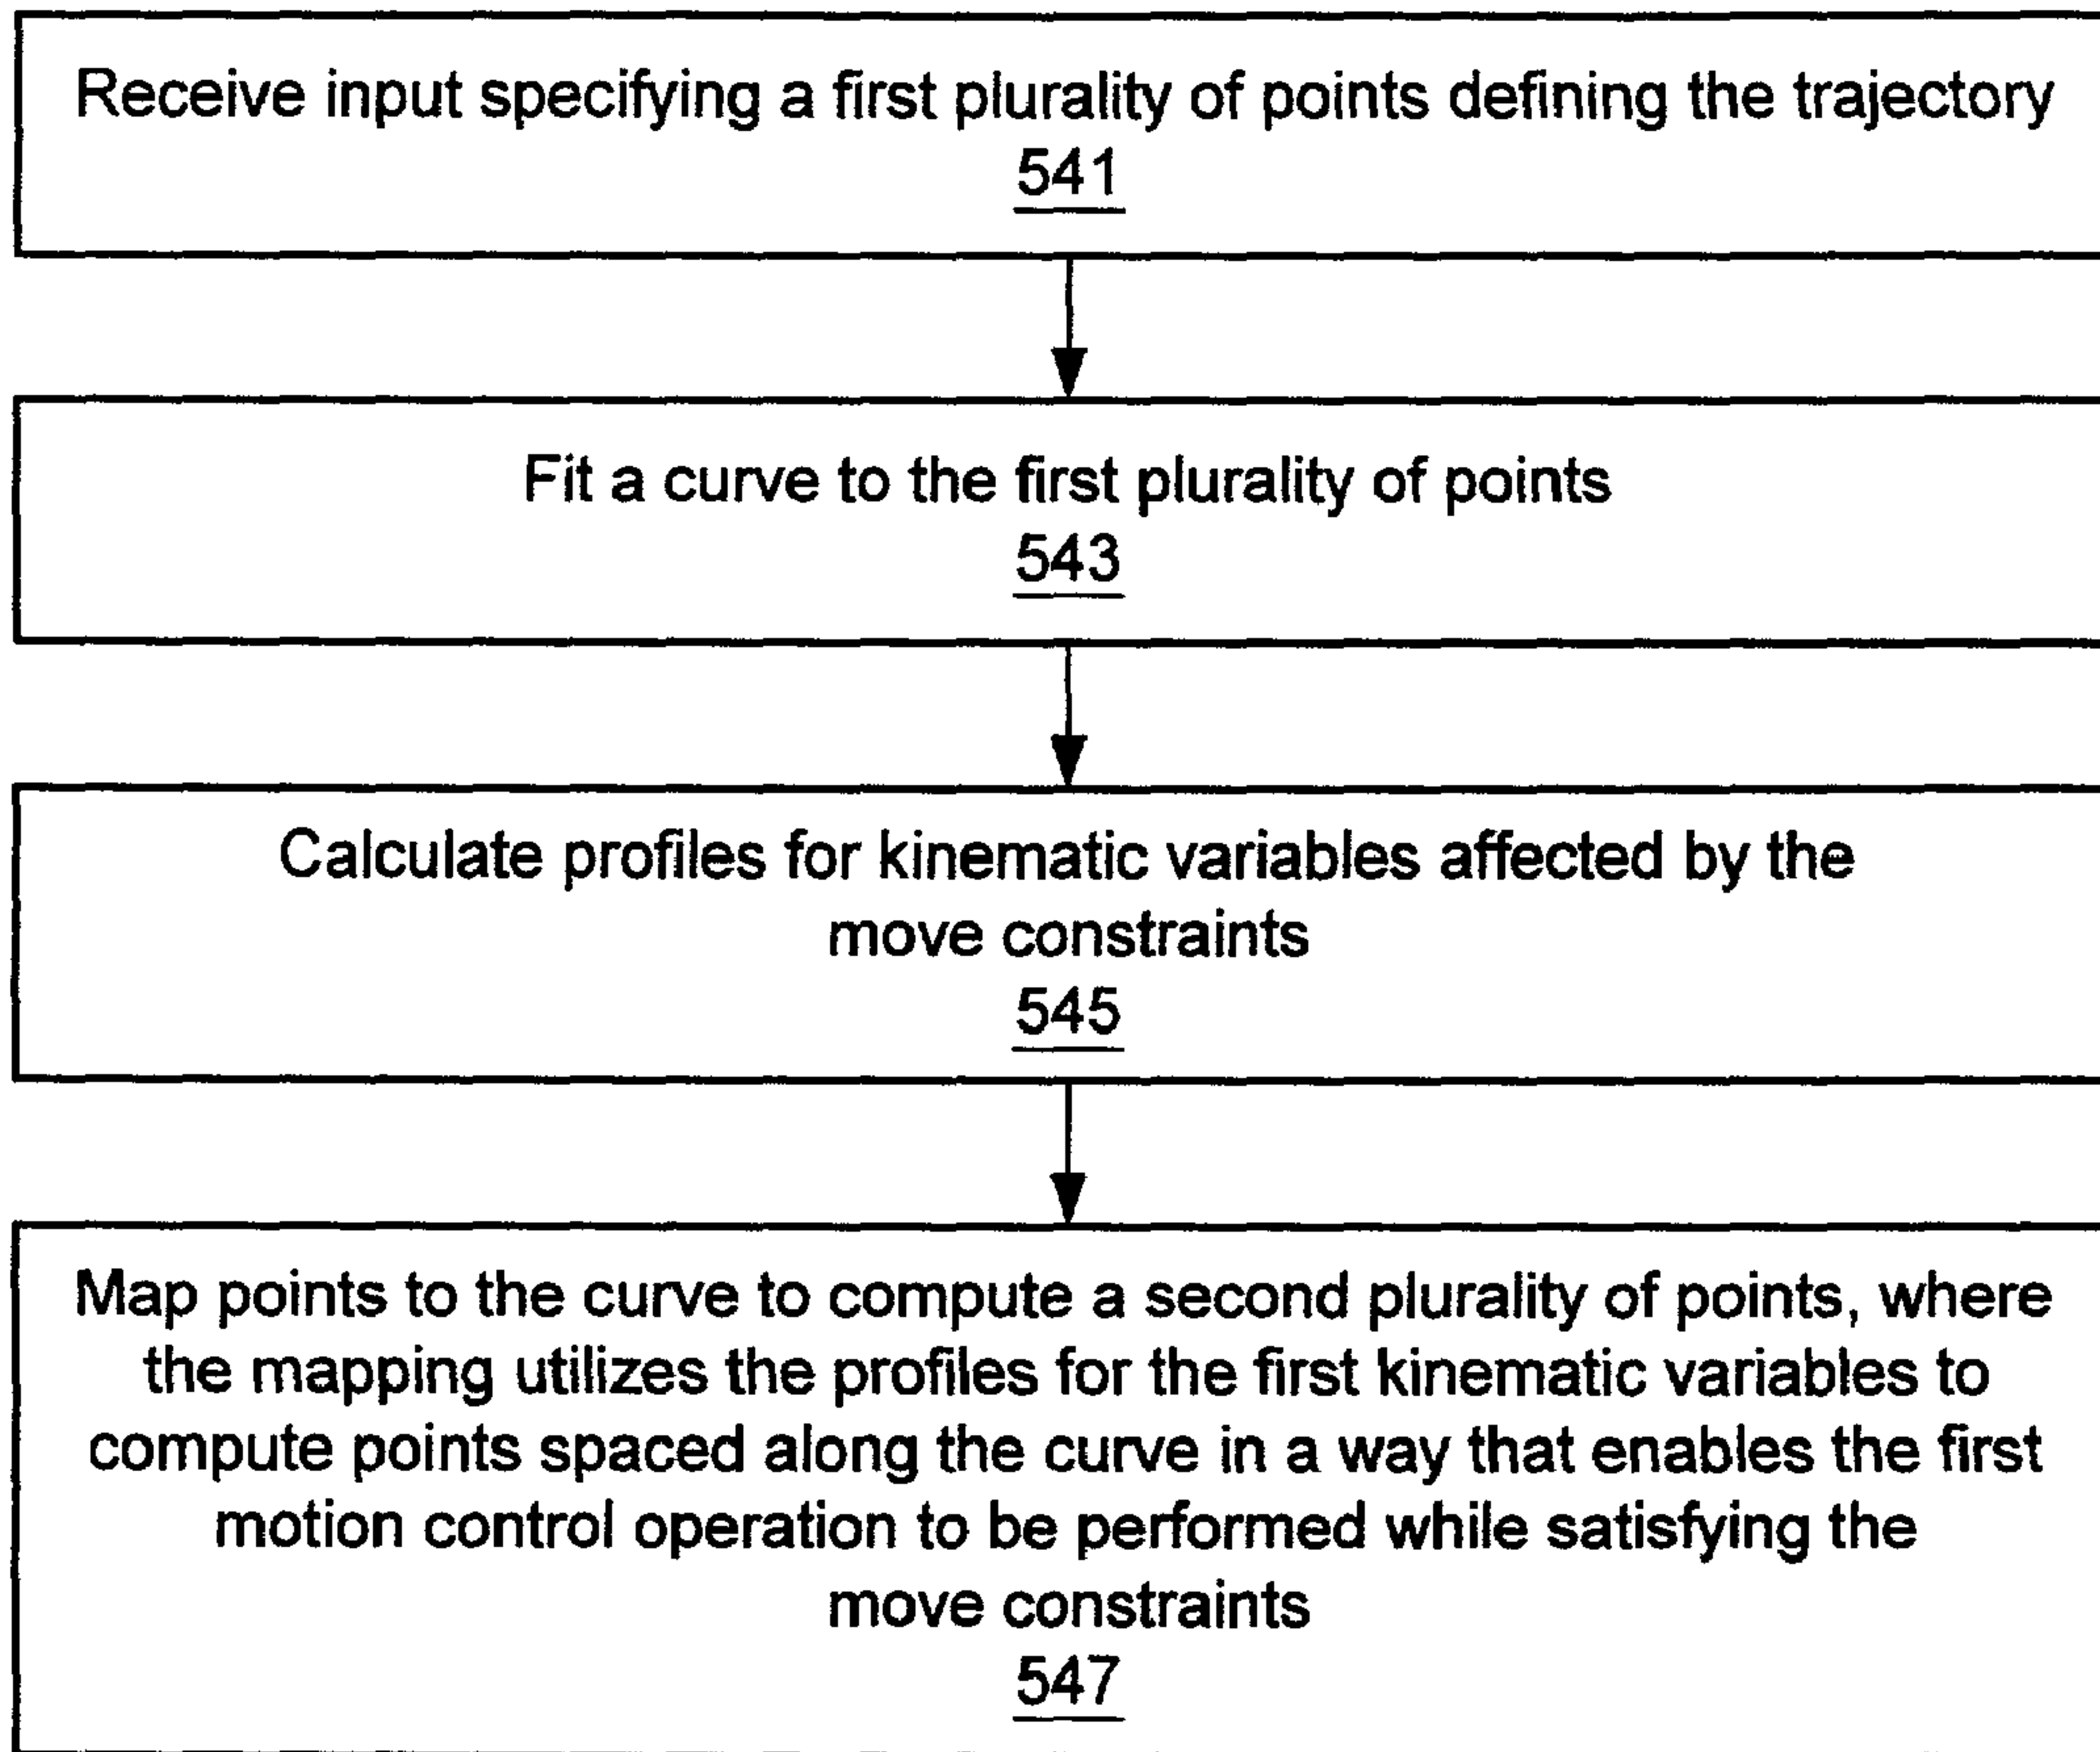 Receive input specifying a first plurality of points defining the trajectory
541
Fit a curve to the first plurality of points
543
Calculate profiles for kinematic variables affected by the
move constraints
545
Map points to the curve to compute a second plurality of points, where
the mapping utilizes the profiles for the first kinematic variables to
compute points spaced along the curve in a way that enables the first
motion control operation to be performed while satisfying the
move constraints
547